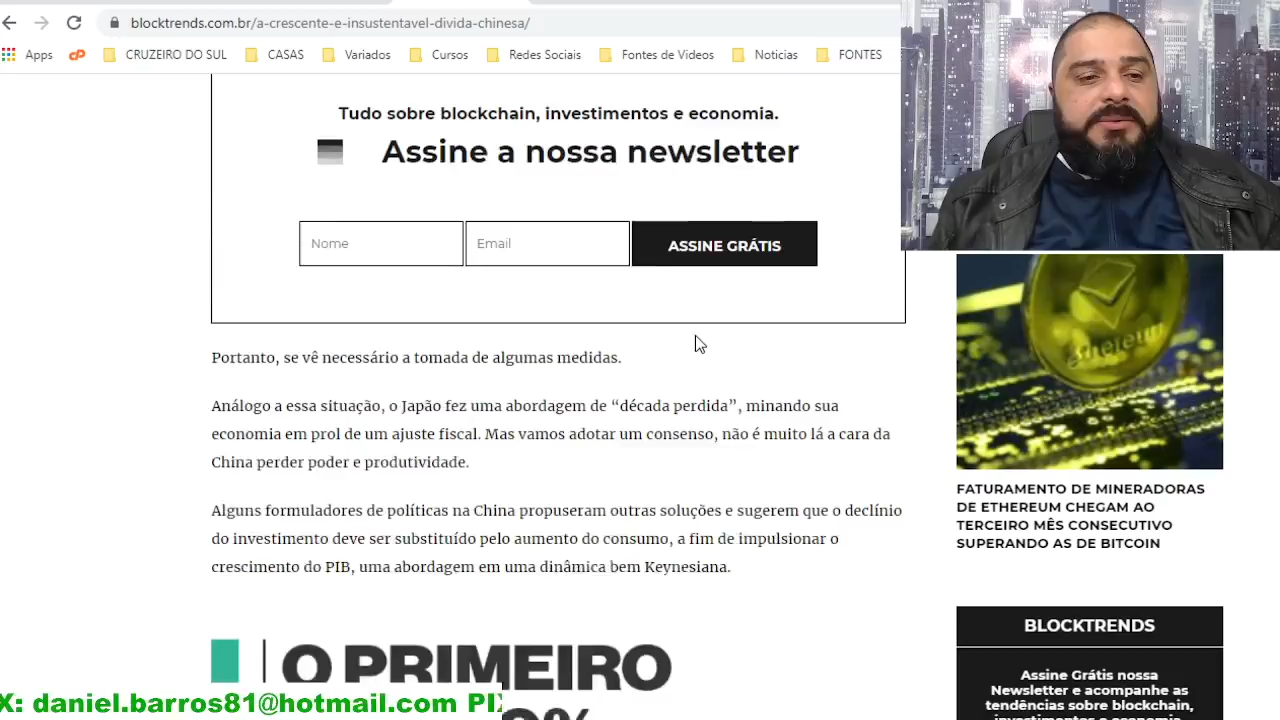 blocktrends.com.br/a-crescente-e-insustentavel-divida-chinesa/
Apps CRUZEIRO DO SUL CASAS Variados Cursos Redes Sociais Fontes de Videos Noticias FONTES
Tudo sobre blockchain, investimentos e economia.
Assine a nossa newsletter
Nome Email ASSINE GRÁTIS
Portanto, se vê necessário a tomada de algumas medidas.
Análogo a essa situação, o Japão fez uma abordagem de “década perdida”, minando sua
economia em prol de um ajuste fiscal. Mas vamos adotar um consenso, não é muito lá a cara da
China perder poder e produtividade.
Alguns formuladores de políticas na China propuseram outras soluções e sugerem que o declínio
do investimento deve ser substituído pelo aumento do consumo, a fim de impulsionar o
crescimento do PIB, uma abordagem em uma dinâmica bem Keynesiana.
O PRIMEIRO
X: daniel.barros81@hotmail.com PI
ethereum
FATURAMENTO DE MINERADORAS
DE ETHEREUM CHEGAM AO
TERCEIRO MÊS CONSECUTIVO
SUPERANDO AS DE BITCOIN
BLOCKTRENDS
Assine Grátis nossa
Newsletter e acompanhe as
tendências sobre blockchain,
investimentos e economia